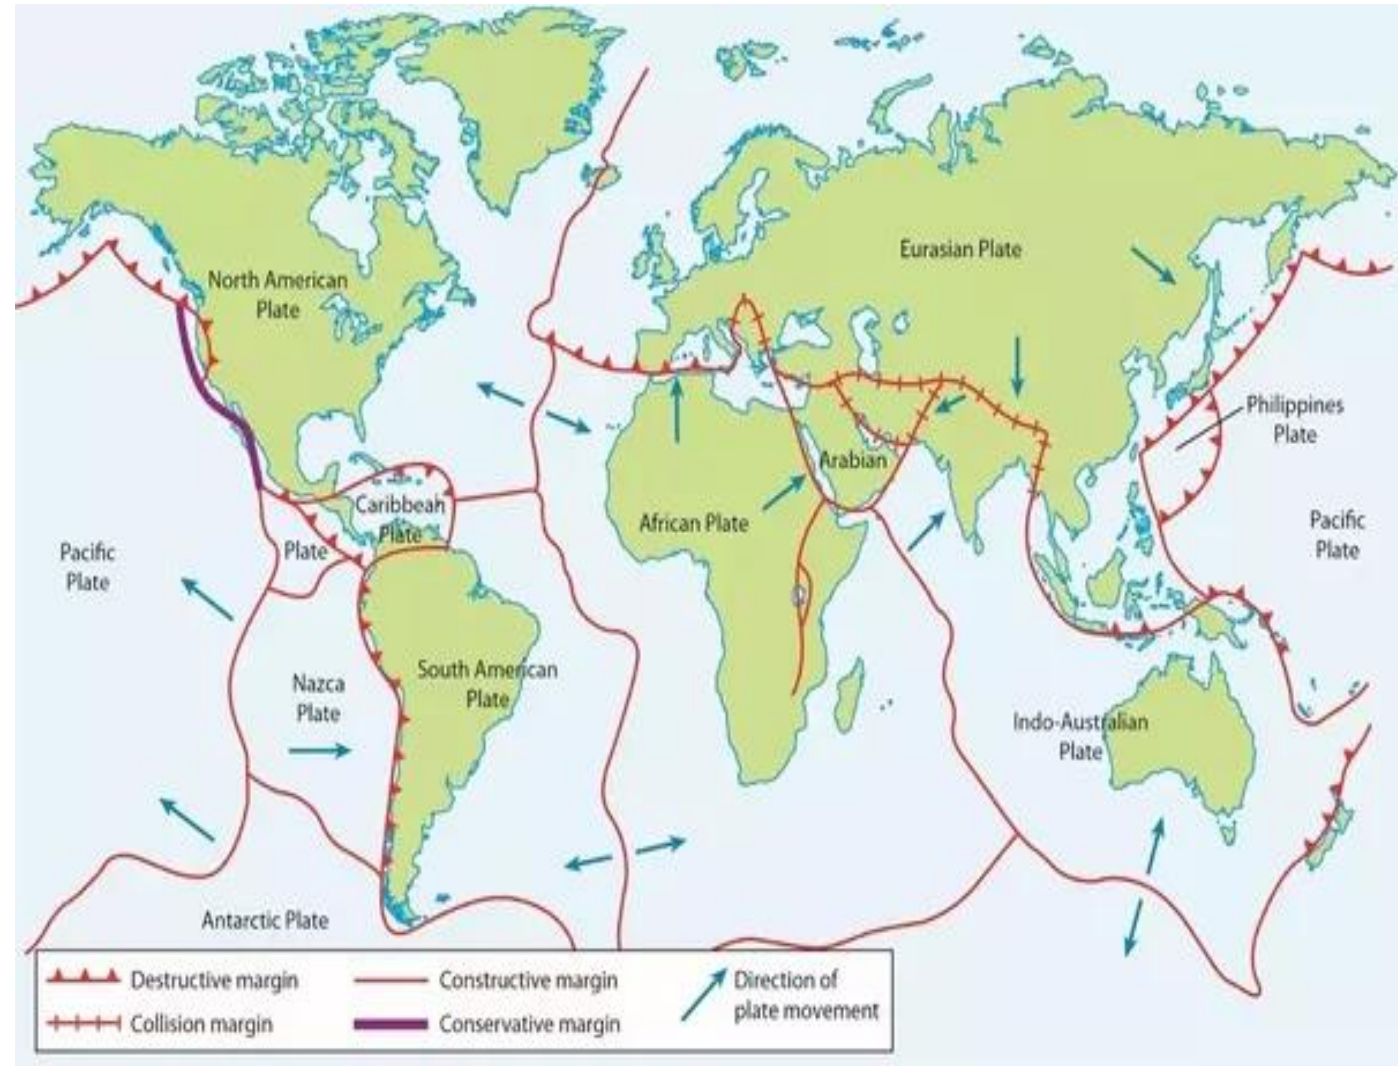 North American
Plate
Eurasian Plate
Philippines
Plate
Caribbean
Plate
Arabian
African Plate
Pacific
Plate
Plate
Pacific
Plate
South American
Plate
Nazca
Plate
Indo-Australian
Plate
Antarctic Plate
Destructive margin
Constructive margin
Direction of
plate movement
Collision margin
Conservative margin